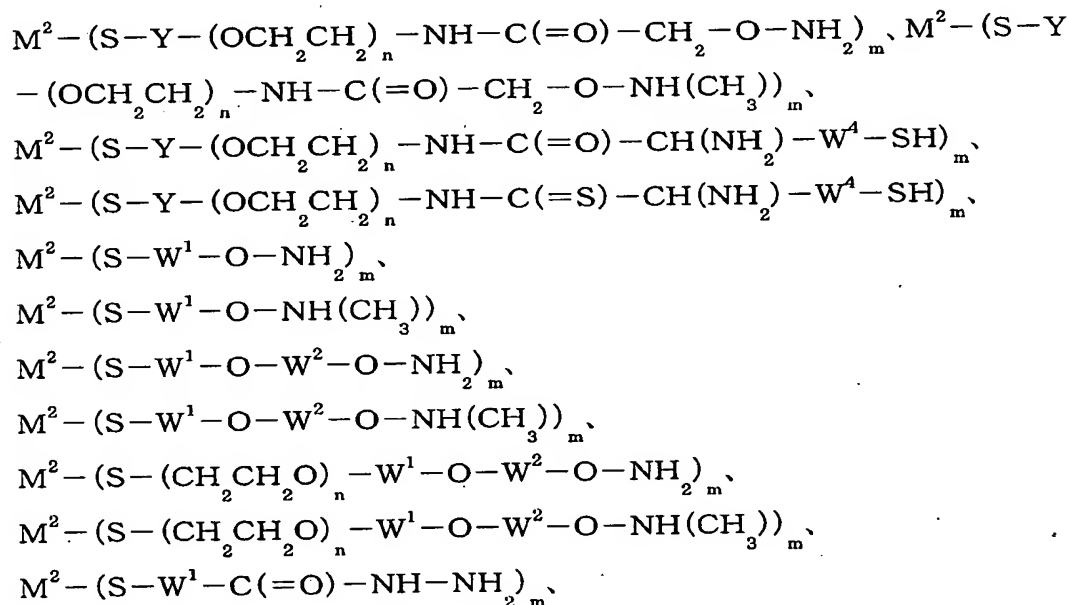 M²−(S−Y−(OCH₂CH₂)ₙ−NH−C(=O)−CH₂−O−NH₂)ₘ、M²−(S−Y
−(OCH₂CH₂)ₙ−NH−C(=O)−CH₂−O−NH(CH₃))ₘ、
M²−(S−Y−(OCH₂CH₂)ₙ−NH−C(=O)−CH(NH₂)−W⁴−SH)ₘ、
M²−(S−Y−(OCH₂CH₂)ₙ−NH−C(=S)−CH(NH₂)−W⁴−SH)ₘ、
M²−(S−W¹−O−NH₂)ₘ、
M²−(S−W¹−O−NH(CH₃))ₘ、
M²−(S−W¹−O−W²−O−NH₂)ₘ、
M²−(S−W¹−O−W²−O−NH(CH₃))ₘ、
M²−(S−(CH₂CH₂O)ₙ−W¹−O−W²−O−NH₂)ₘ、
M²−(S−(CH₂CH₂O)ₙ−W¹−O−W²−O−NH(CH₃))ₘ、
M²−(S−W¹−C(=O)−NH−NH₂)ₘ、